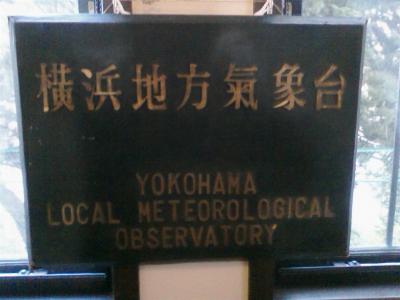 横浜地方氣象台
YOKOHAMA
LOCAL METEOROLOGICAL
OBSERVATORY